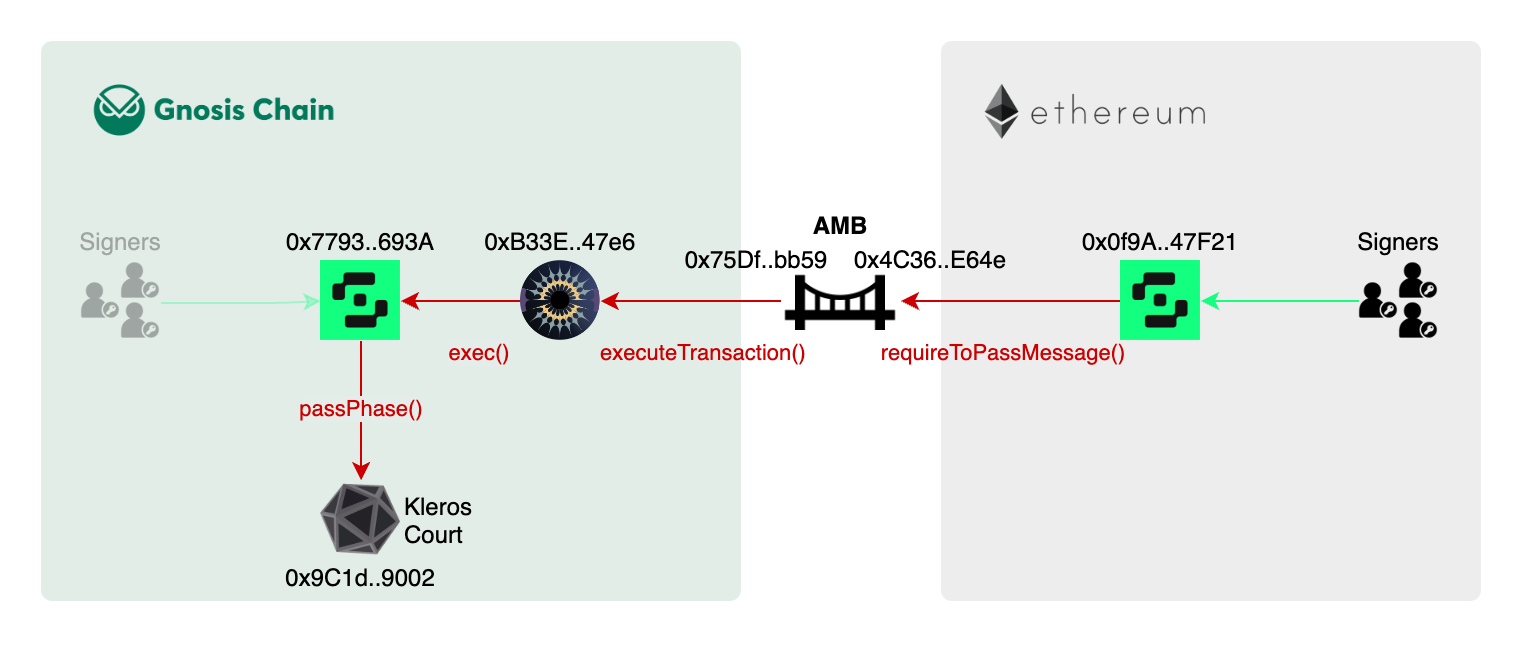 Gnosis Chain
ethereum
AMB
Signers
0x7793..693A
0xB33E..47e6
0x75Df..bb59
0x4C36..E64e
0x0f9A..47F21
Signers
exec()
executeTransaction()
requireToPassMessage()
passPhase()
Kleros
Court
0x9C1d..9002